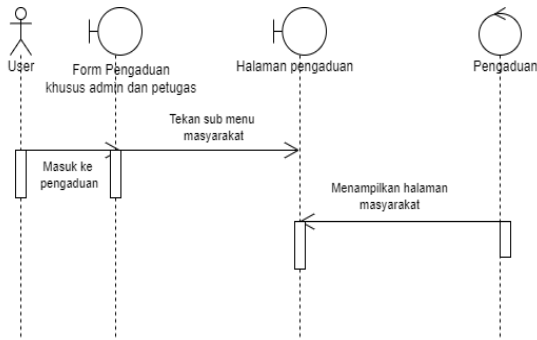 User
Form Pengaduan
khusus admin dan petugas
Halaman pengaduan
Pengaduan
Tekan sub menu
masyarakat
Masuk ke
pengaduan
Menampilkan halaman
masyarakat